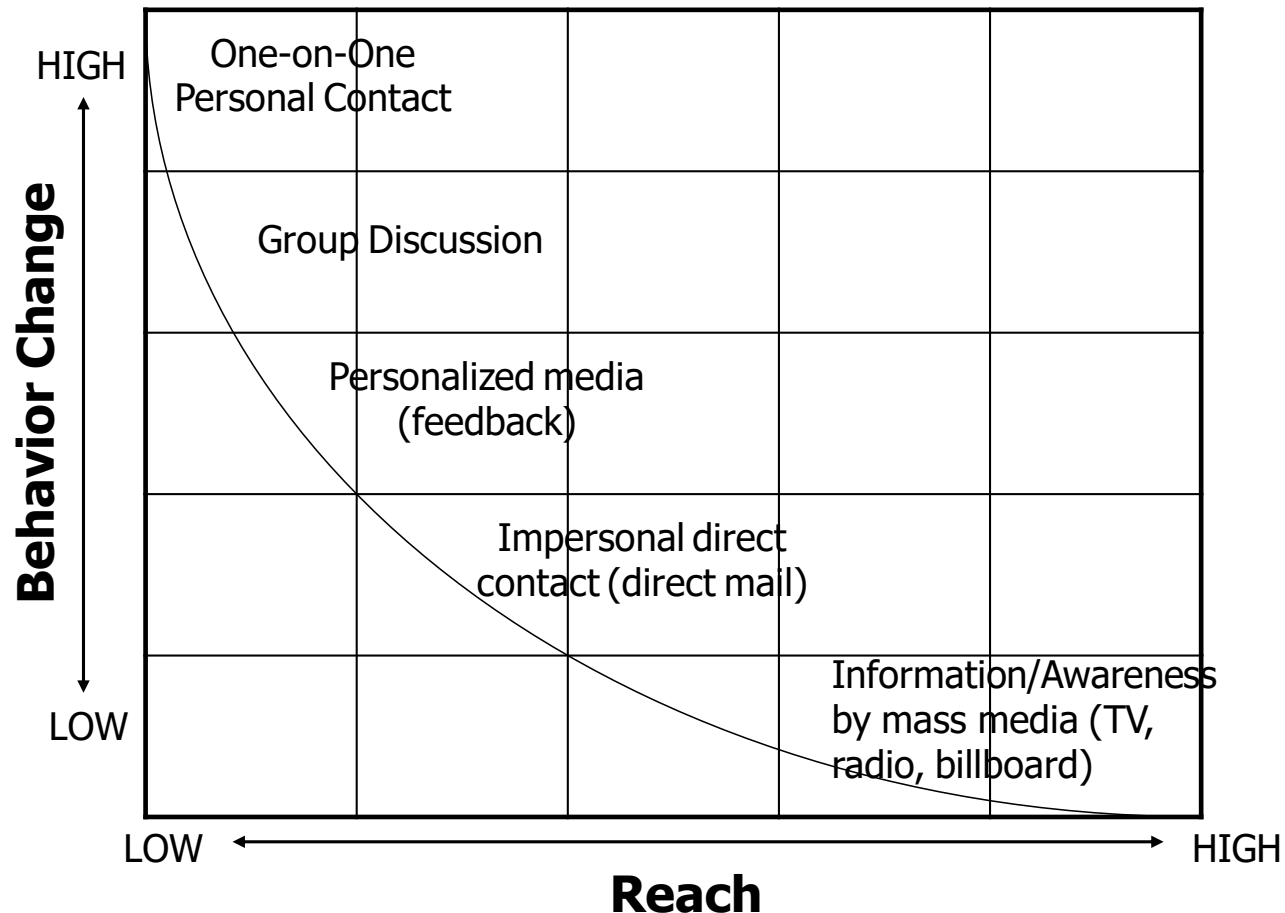 HIGH
One-on-One
Personal Contact
Group Discussion
Personalized media
(feedback)
Impersonal direct
contact (direct mail)
Information/Awareness
by mass media (TV,
radio, billboard)
Behavior Change
LOW
LOW
HIGH
Reach